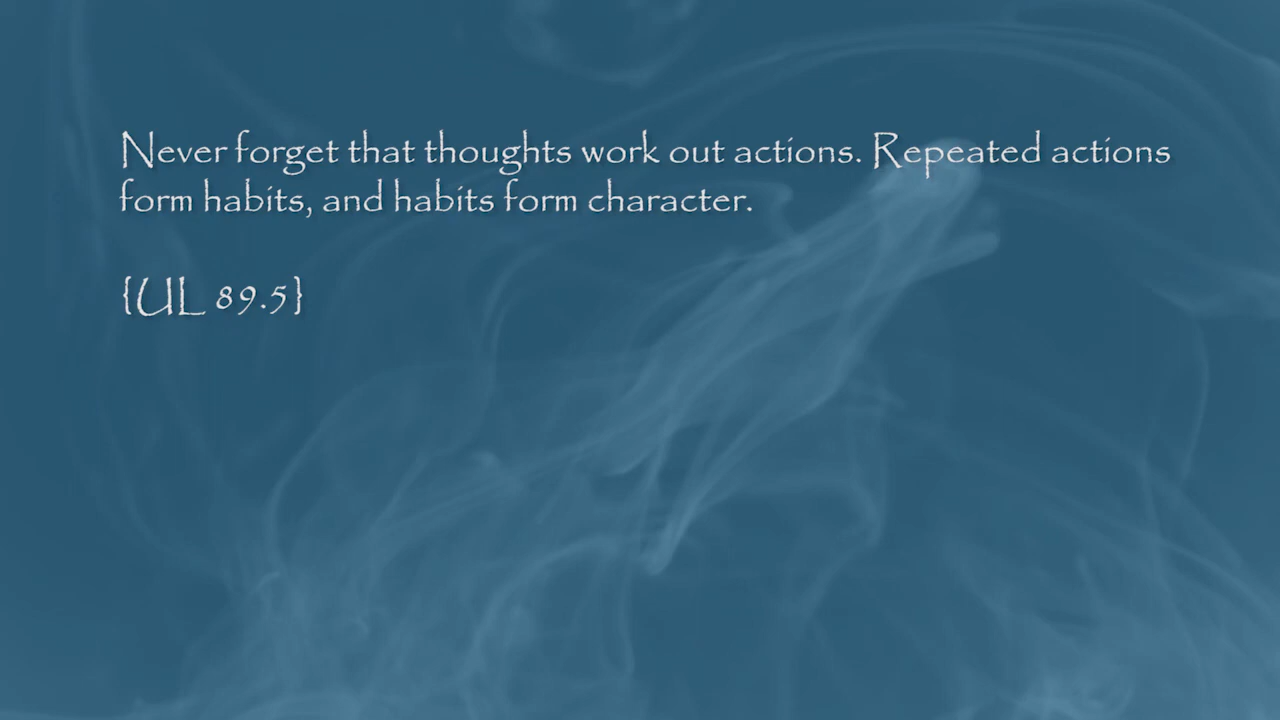 Never forget that thoughts work out actions. Repeated actions
form habits, and habits form character.
{UL 89.5}